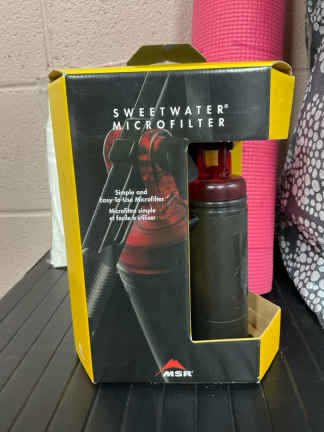 SWEETWATER®
MICROFILTER
Simple and
Easy-To-Use Microfilter
Microfiltre simple
et facile à utiliser
MSR